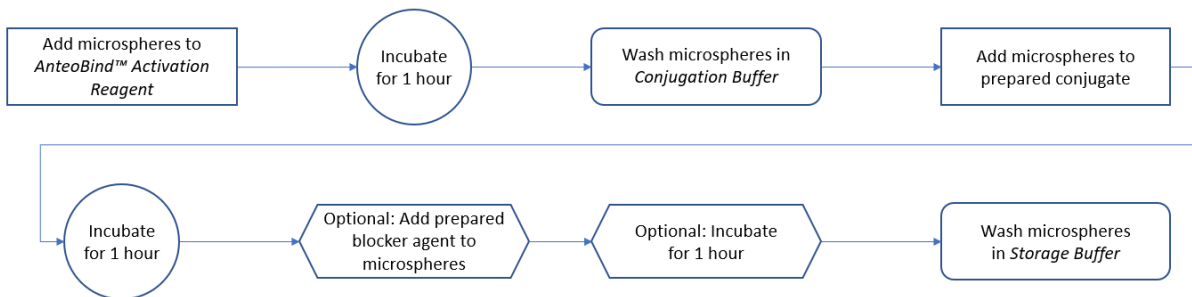 Add microspheres to
AnteoBind™ Activation
Reagent
Incubate
for 1 hour
Wash microspheres in
Conjugation Buffer
Add microspheres to
prepared conjugate
Incubate
for 1 hour
Optional: Add prepared
blocker agent to
microspheres
Optional: Incubate
for 1 hour
Wash microspheres
in Storage Buffer